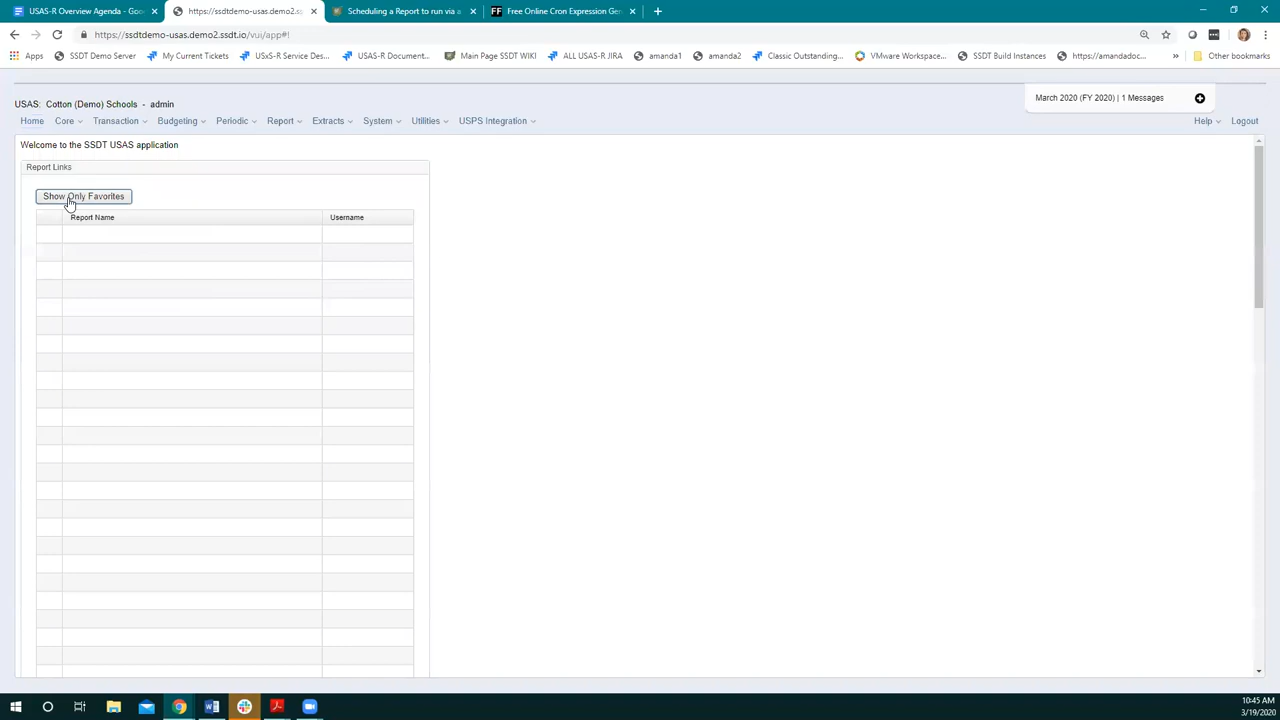 USAS-R Overview Agenda - Goo
https://ssdtdemo-usas.demo2.ss
Scheduling a Report to run via a
FF Free Online Cron Expression Gen
https://ssdtdemo-usas.demo2.ssdt.io/vui/app#!
Apps
SSDT Demo Server
My Current Tickets
USxS-R Service Des...
USAS-R Document...
Main Page SSDT WIKI
ALL USAS-R JIRA
amanda1
amanda2
Classic Outstanding...
VMware Workspace...
SSDT Build Instances
https://amandadoc...
Other bookmarks
USAS: Cotton (Demo) Schools - admin
March 2020 (FY 2020) | 1 Messages
Home Core Transaction Budgeting Periodic Report Extracts System Utilities USPS Integration
Help Logout
Welcome to the SSDT USAS application
Report Links
Show Only Favorites
Report Name
Username
10:45 AM
3/19/2020